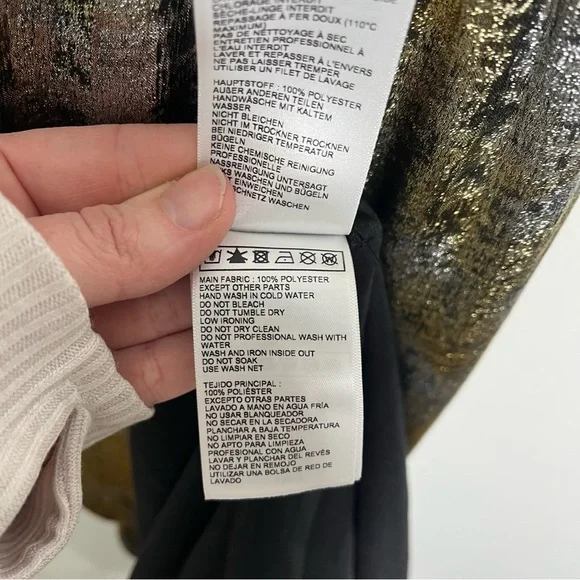 CHLORAGE INTERDIT
SÈCHE-LINGE INTERDIT
REPASSAGE À FER DOUX (110°C
MAXIMUM)
PAS DE NETTOYAGE À SEC
ENTRETIEN PROFESSIONNEL À
L'EAU INTERDIT
LAVER ET REPASSER À L'ENVERS
NE PAS LAISSER TREMPER
UTILISER UN FILET DE LAVAGE
HAUPTSTOFF : 100% POLYESTER
AUßER ANDEREN TEILEN
HANDWÄSCHE MIT KALTEM
WASSER
NICHT BLEICHEN
NICHT IM TROCKNER TROCKNEN
BEI NIEDRIGER TEMPERATUR
BÜGELN
KEINE CHEMISCHE REINIGUNG
PROFESSIONELLE
NASSREINIGUNG UNTERSAGT
KS WASCHEN UND BÜGELN
T EINWEICHEN
SCHNETZ WASCHEN
MAIN FABRIC : 100% POLYESTER
EXCEPT OTHER PARTS
HAND WASH IN COLD WATER
DO NOT BLEACH
DO NOT TUMBLE DRY
LOW IRONING
DO NOT DRY CLEAN
DO NOT PROFESSIONAL WASH WITH
WATER
WASH AND IRON INSIDE OUT
DO NOT SOAK
USE WASH NET
TEJIDO PRINCIPAL :
100% POLIÉSTER
EXCEPTO OTRAS PARTES
LAVADO A MANO EN AGUA FRÍA
NO USAR BLANQUEADOR
NO SECAR EN LA SECADORA
PLANCHAR A BAJA TEMPERATURA
NO LIMPIAR EN SECO
NO APTO PARA LIMPIEZA
PROFESIONAL CON AGUA
LAVAR Y PLANCHAR DEL REVÉS
NO DEJAR EN REMOJO
UTILIZAR UNA BOLSA DE RED DE
LAVADO